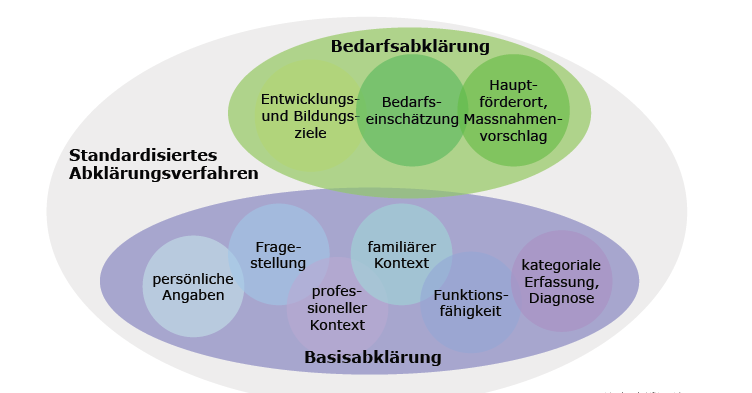 Bedarfsabklärung
Entwicklungs-
und Bildungs-
ziele
Bedarfs-
einschätzung
Haupt-
förderort,
Massnahmen-
vorschlag
Standardisiertes
Abklärungsverfahren
persönliche
Angaben
Frage-
stellung
profes-
sioneller
Kontext
familiärer
Kontext
Funktions-
fähigkeit
kategoriale
Erfassung,
Diagnose
Basisabklärung